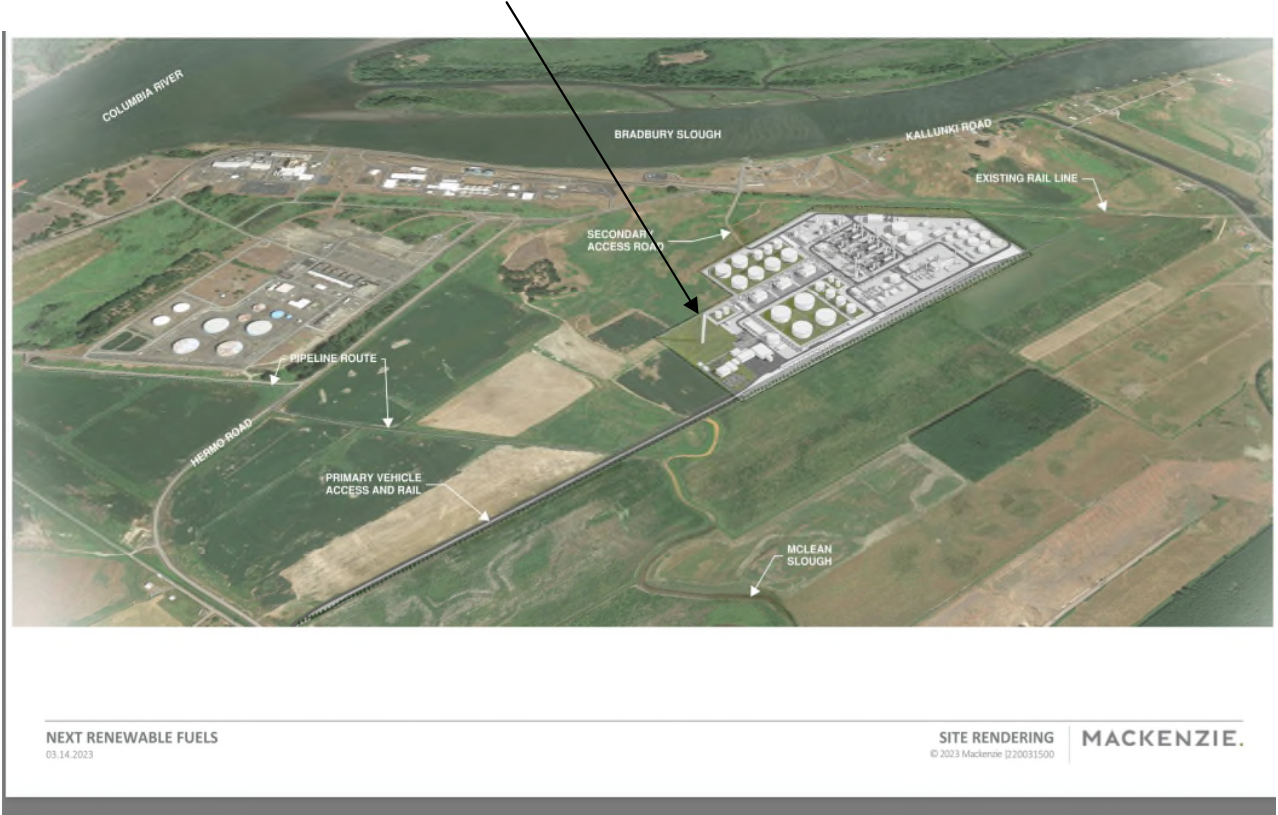 COLUMBIA RIVER
BRADBURY SLOUGH
KALLUNKI ROAD
EXISTING RAIL LINE
SECONDARY
ACCESS ROAD
PIPELINE ROUTE
HERMO ROAD
PRIMARY VEHICLE
ACCESS AND RAIL
MCLEAN
SLOUGH
NEXT RENEWABLE FUELS
03.14.2023
SITE RENDERING
© 2023 Mackenzie |220031500
MACKENZIE.